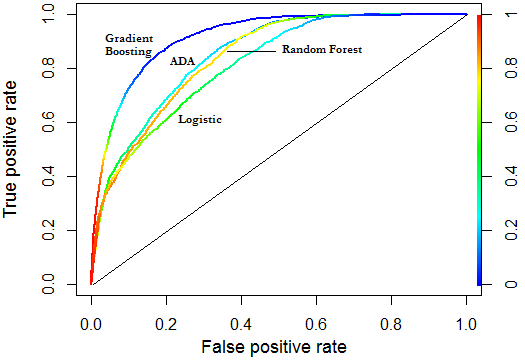 Gradient
Boosting
ADA
Random Forest
Logistic
True positive rate
0.0 0.2 0.4 0.6 0.8 1.0
0.0 0.2 0.4 0.6 0.8 1.0
False positive rate
0 0.2 0.4 0.6 0.8 1